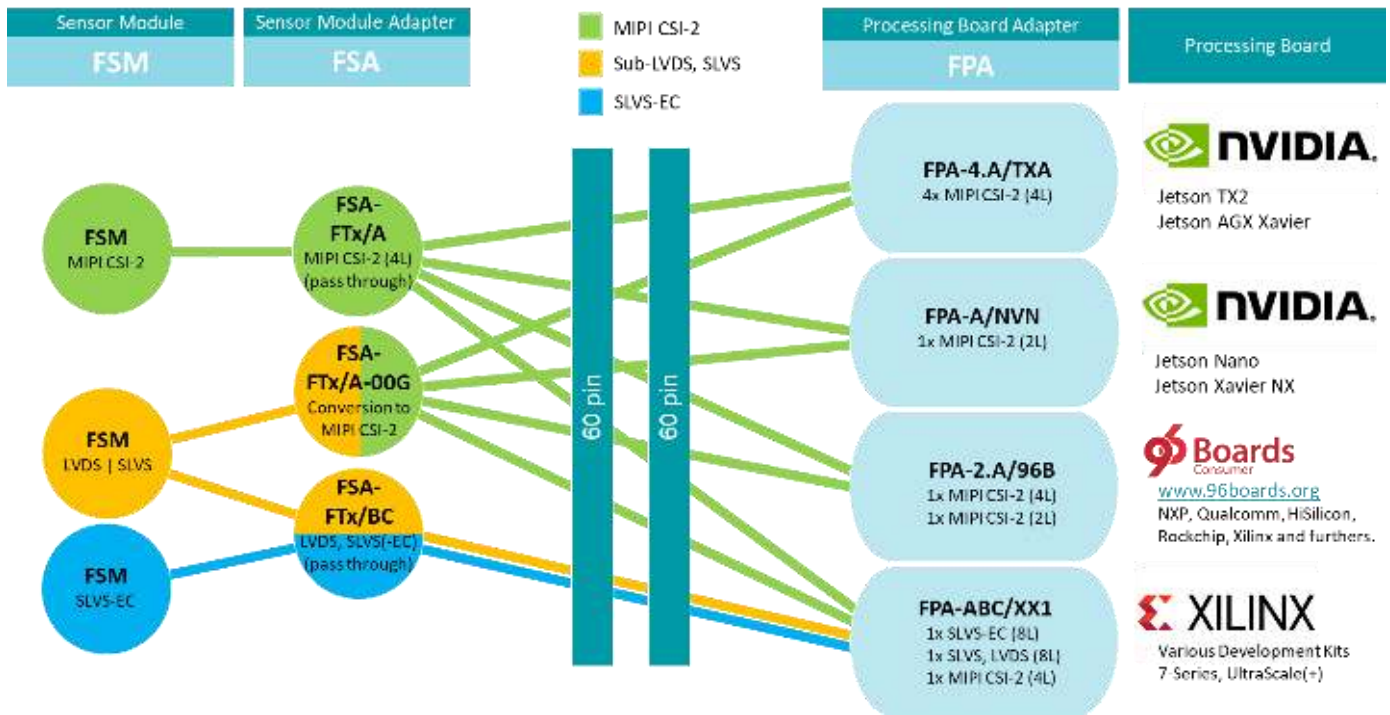 Sensor Module
FSM
Sensor Module Adapter
FSA
MIPI CSI-2
Sub-LVDS, SLVS
SLVS-EC
Processing Board Adapter
FPA
Processing Board
FSM
MIPI CSI-2
FSM
LVDS | SLVS
FSM
SLVS-EC
FSA-
FTx/A
MIPI CSI-2 (4L)
(pass through)
FSA-
FTx/A-00G
Conversion to
MIPI CSI-2
FSA-
FTx/BC
LVDS, SLVS(-EC)
(pass through)
60 pin
60 pin
FPA-4.A/TXA
4x MIPI CSI-2 (4L)
FPA-A/NVN
1x MIPI CSI-2 (2L)
FPA-2.A/96B
1x MIPI CSI-2 (4L)
1x MIPI CSI-2 (2L)
FPA-ABC/XX1
1x SLVS-EC (8L)
1x SLVS, LVDS (8L)
1x MIPI CSI-2 (4L)
NVIDIA.
Jetson TX2
Jetson AGX Xavier
NVIDIA.
Jetson Nano
Jetson Xavier NX
96 Boards
Consumer
www.96boards.org
NXP, Qualcomm, HiSilicon,
Rockchip, Xilinx and furthers.
XILINX
Various Development Kits
7-Series, UltraScale(+)